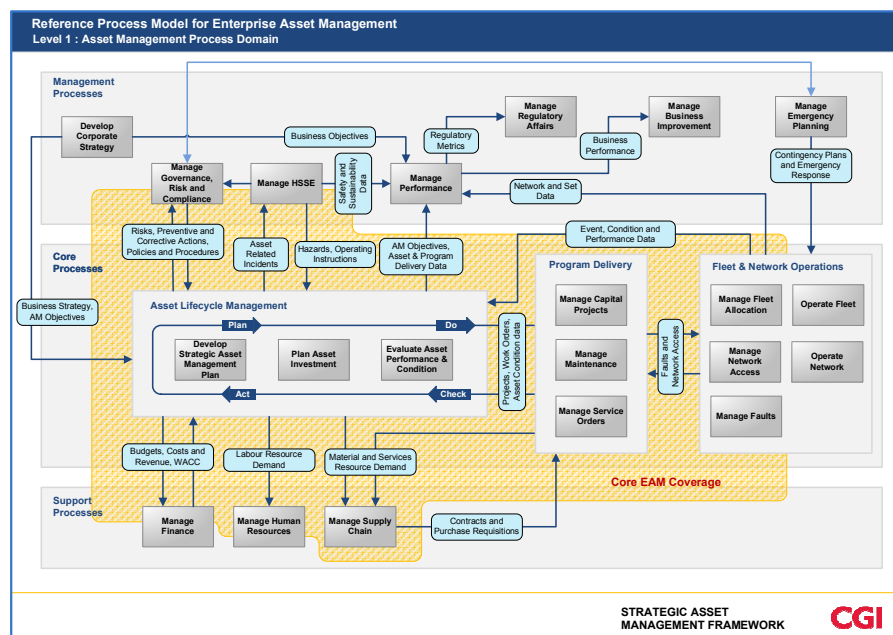 Reference Process Model for Enterprise Asset Management
Level 1 : Asset Management Process Domain
Management
Processes
Develop
Corporate
Strategy
Business Objectives
Regulatory
Metrics
Manage
Regulatory
Affairs
Business
Performance
Manage
Business
Improvement
Manage
Emergency
Planning
Manage
Governance,
Risk and
Compliance
Manage HSSE
Safety and
Sustainability
Data
Manage
Performance
Network and Set
Data
Contingency Plans
and Emergency
Response
Core
Processes
Risks, Preventive and
Corrective Actions,
Policies and Procedures
Asset
Related
Incidents
Hazards, Operating
Instructions
AM Objectives,
Asset & Program
Delivery Data
Event, Condition and
Performance Data
Business Strategy,
AM Objectives
Asset Lifecycle Management
Plan
Do
Develop
Strategic Asset
Management
Plan
Plan Asset
Investment
Evaluate Asset
Performance &
Condition
Act
Check
Projects, Work Orders,
Asset Condition data
Program Delivery
Manage Capital
Projects
Manage
Maintenance
Manage Service
Orders
Faults and
Network Access
Fleet & Network Operations
Manage Fleet
Allocation
Operate Fleet
Manage
Network
Access
Operate
Network
Manage Faults
Budgets, Costs and
Revenue, WACC
Labour Resource
Demand
Material and Services
Resource Demand
Core EAM Coverage
Support
Processes
Manage
Finance
Manage Human
Resources
Manage Supply
Chain
Contracts and
Purchase Requisitions
STRATEGIC ASSET
MANAGEMENT FRAMEWORK
CGI